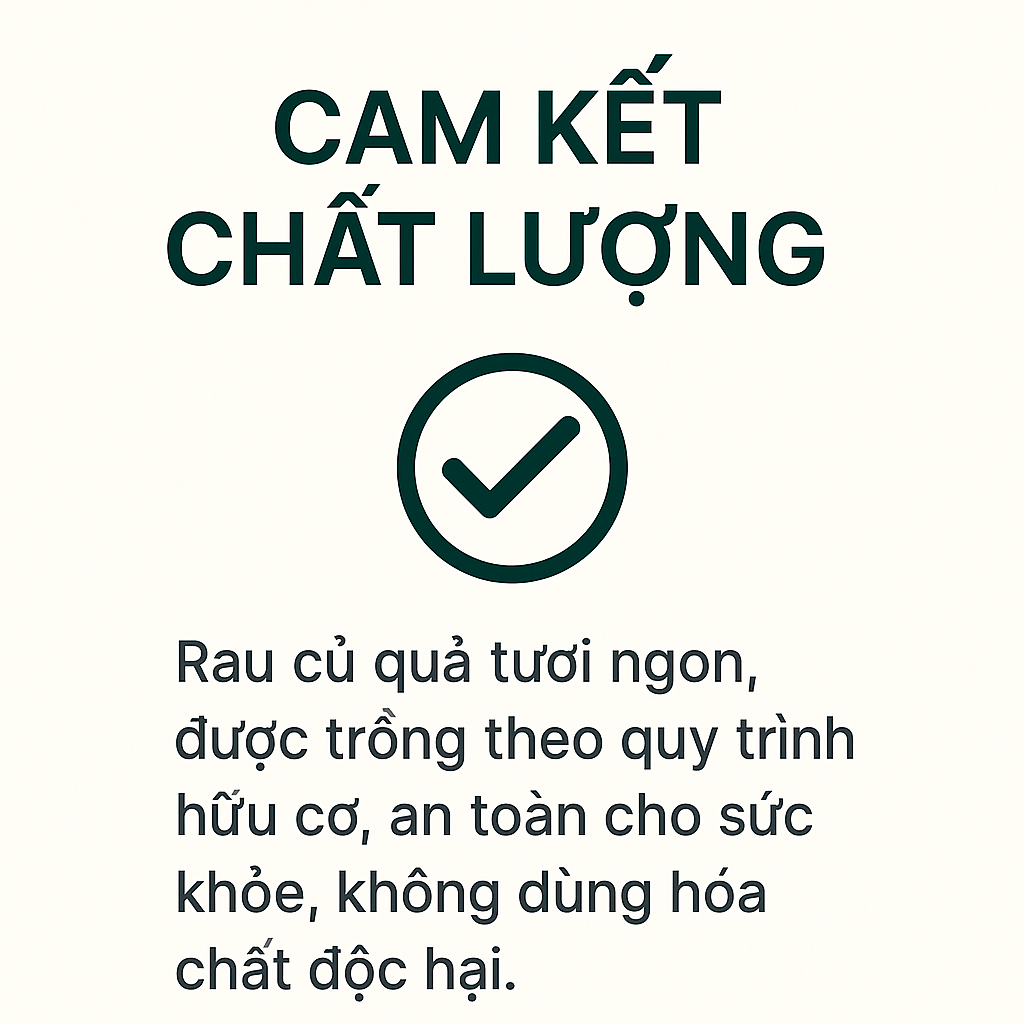 CAM KẾT
CHẤT LƯỢNG
Rau củ quả tươi ngon,
được trồng theo quy trình
hữu cơ, an toàn cho sức
khỏe, không dùng hóa
chất độc hại.